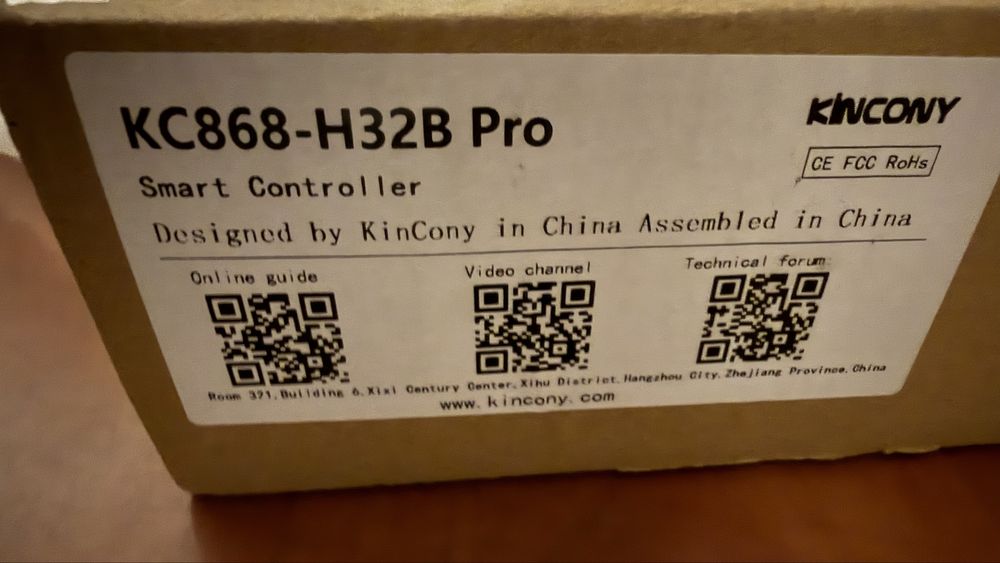 KC868-H32B Pro
KINCONY
CE FCC RoHs
Smart Controller
Designed by KinCony in China Assembled in China
Online guide
Video channel
Technical forum
Room 321, Building 6, Xixi Century Center, Xihu District, Hangzhou City, Zhejiang Province, China
www.kincony.com